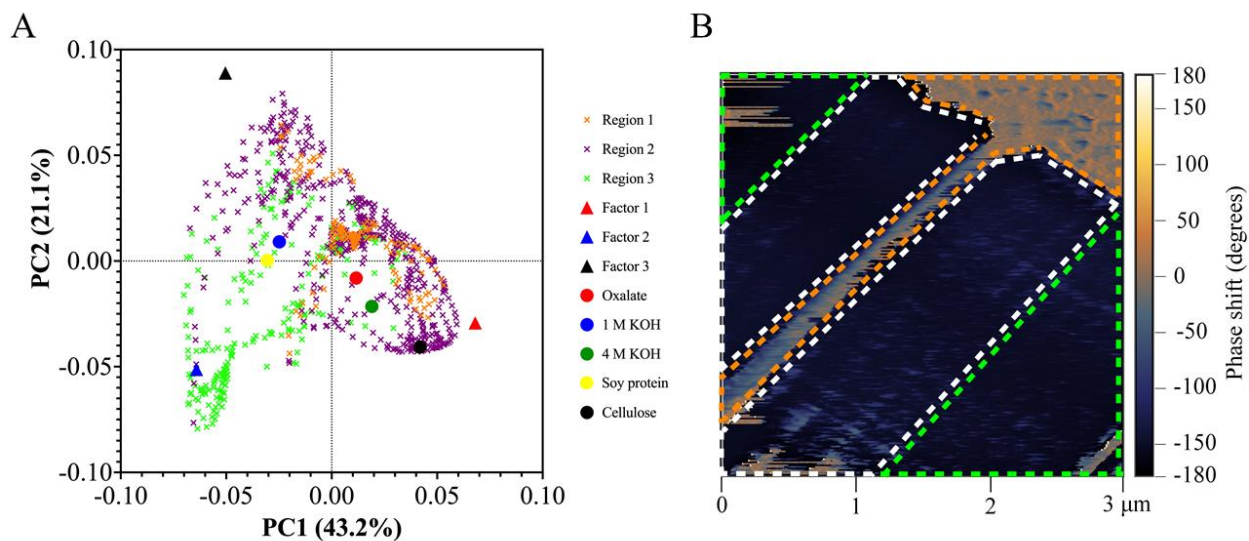 A
B
0.10
0.05
0.00
-0.05
-0.10
PC2 (21.1%)
-0.10
-0.05
0.00
0.05
0.10
PC1 (43.2%)
Region 1
Region 2
Region 3
Factor 1
Factor 2
Factor 3
Oxalate
1 M KOH
4 M KOH
Soy protein
Cellulose
0
1
2
3 μm
180
150
100
50
0
-50
-100
-150
-180
Phase shift (degrees)